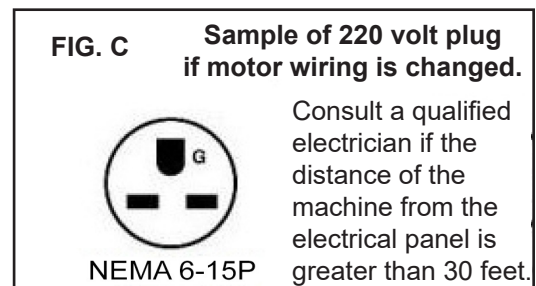 FIG. C
Sample of 220 volt plug
if motor wiring is changed.
G
NEMA 6-15P
Consult a qualified
electrician if the
distance of the
machine from the
electrical panel is
greater than 30 feet.